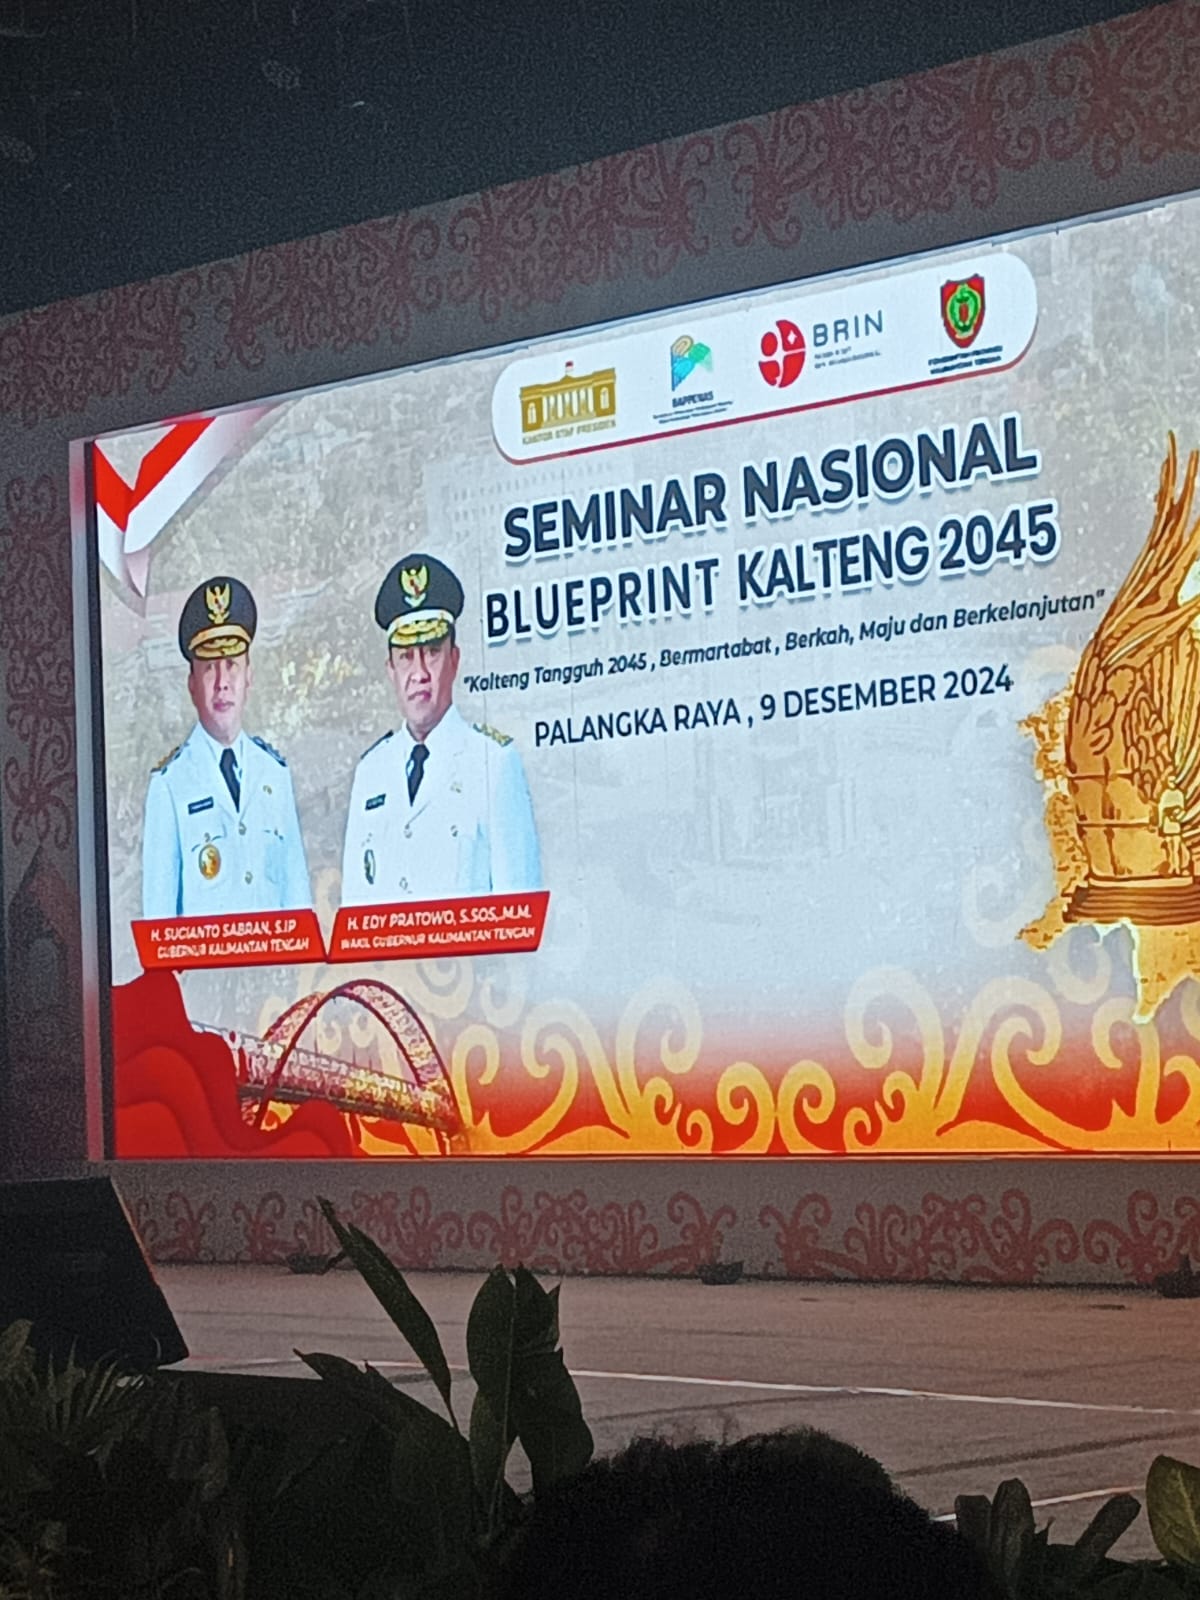 KANTOR STAF PRESIDEN
BAPPENAS
BRIN
SEMINAR NASIONAL
BLUEPRINT KALTENG 2045
"Kalteng Tangguh 2045 , Bermartabat , Berkah, Maju dan Berkelanjutan"
PALANGKA RAYA , 9 DESEMBER 2024
H. SUGIANTO SABRAN, S.IP
GUBERNUR KALIMANTAN TENGAH
H. EDY PRATOWO, S.SOS,.M.M.
WAKIL GUBERNUR KALIMANTAN TENGAH